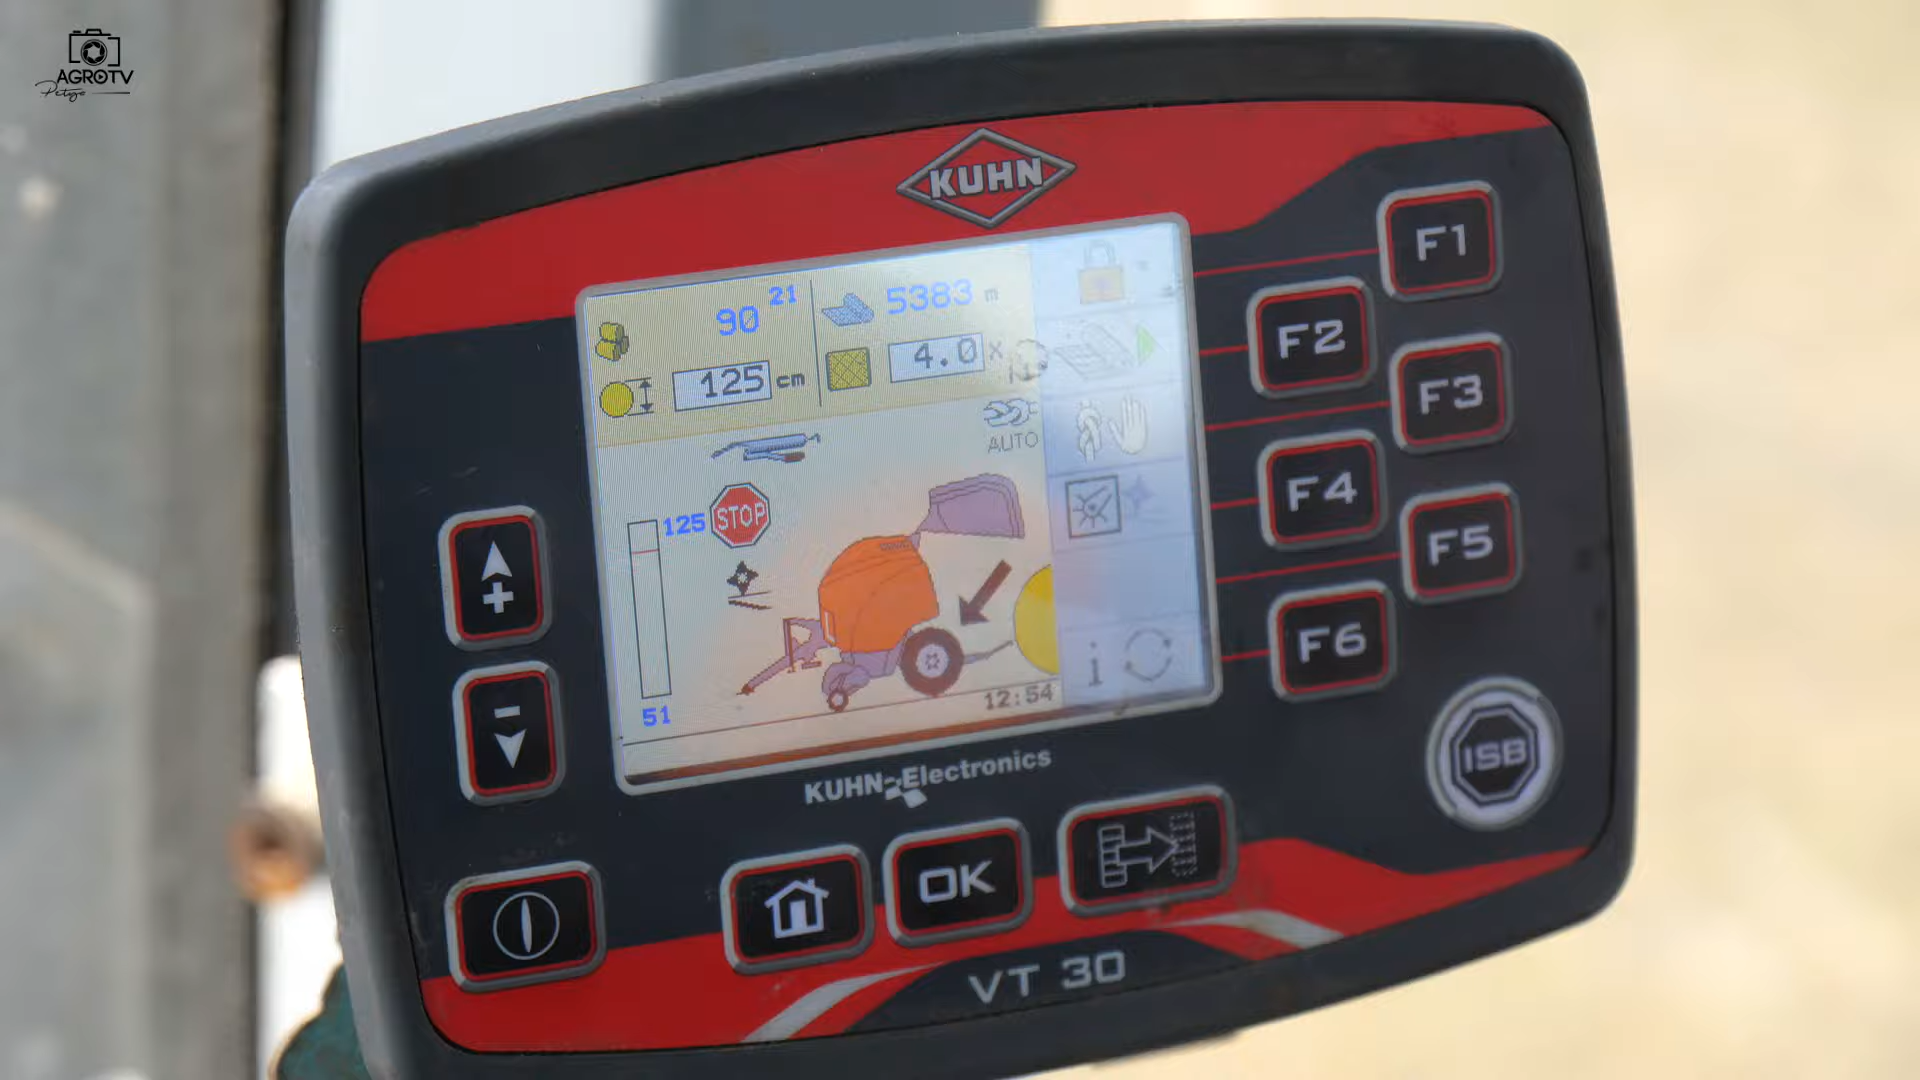 AGROTV
Petye
KUHN
21
90
5383 m
125 cm
4.0 x
AUTO
125
STOP
51
12:54
i
KUHN Electronics
F1
F2
F3
F4
F5
F6
ISB
+
-
OK
VT 30